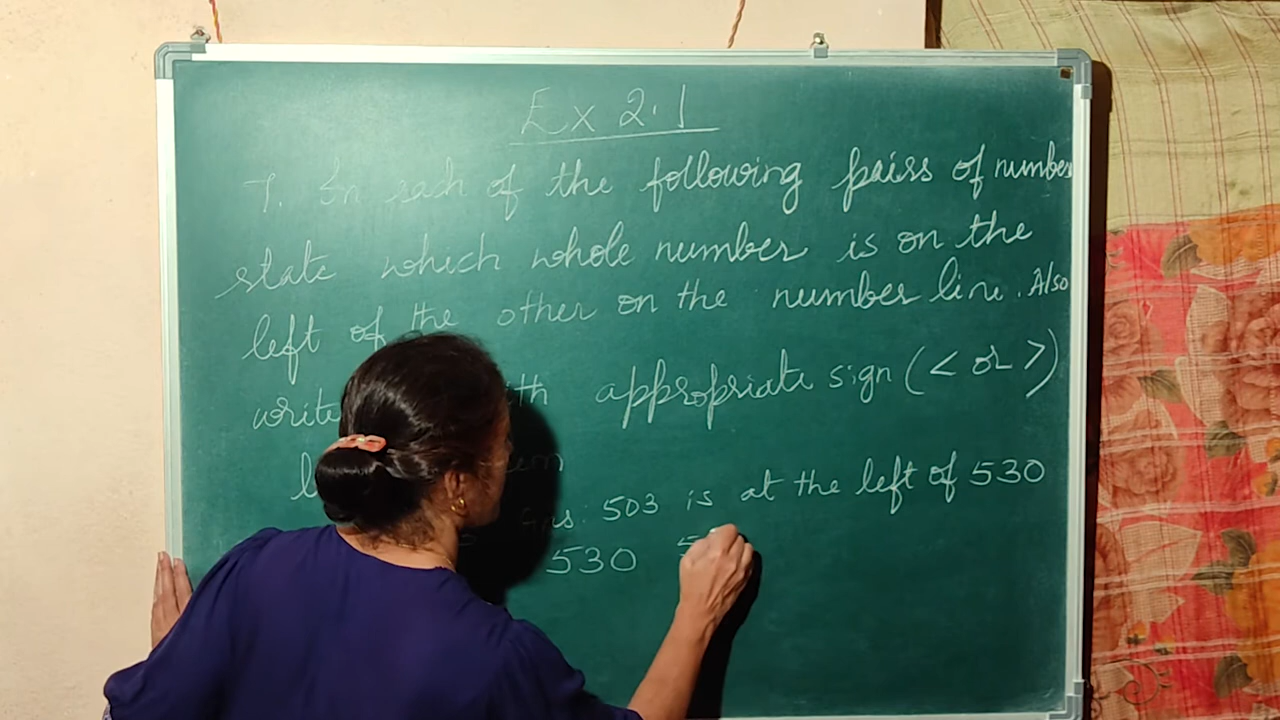 Ex 2.1
7. In each of the following pairs of number
state which whole number is on the
left of the other on the number line. Also
write with appropriate sign (< or >)
Ans. 503 is at the left of 530
530 5